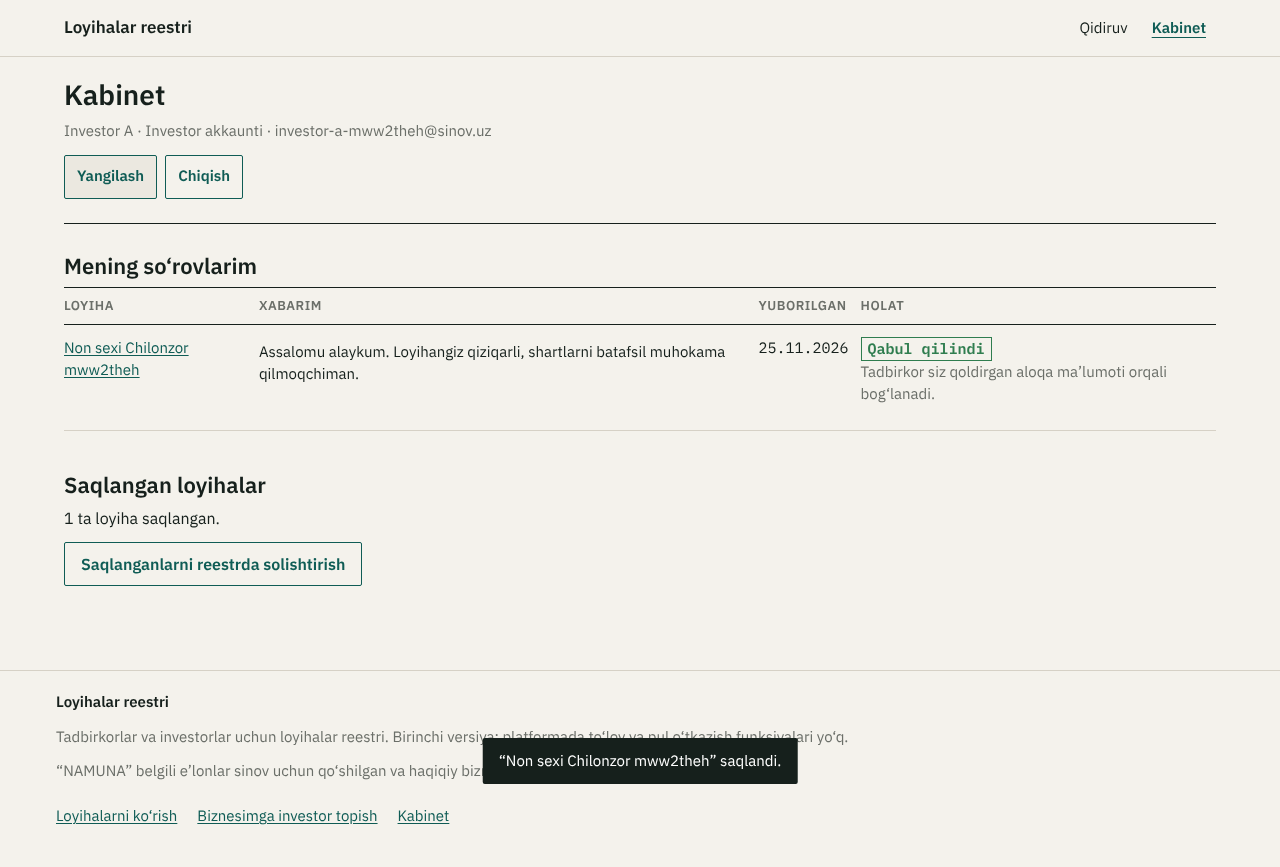 Loyihalar reestri
Qidiruv
Kabinet
Kabinet
Investor A · Investor akkaunti · investor-a-mww2theh@sinov.uz
Yangilash
Chiqish
Mening so‘rovlarim
LOYIHA
XABARIM
YUBORILGAN
HOLAT
Non sexi Chilonzor
mww2theh
Assalomu alaykum. Loyihangiz qiziqarli, shartlarni batafsil muhokama
qilmoqchiman.
25.11.2026
Qabul qilindi
Tadbirkor siz qoldirgan aloqa ma’lumoti orqali
bog‘lanadi.
Saqlangan loyihalar
1 ta loyiha saqlangan.
Saqlanganlarni reestrda solishtirish
Loyihalar reestri
Tadbirkorlar va investorlar uchun loyihalar reestri. Birinchi versiya: platformada to‘lov va pul o‘tkazish funksiyalari yo‘q.
“NAMUNA” belgili e’lonlar sinov uchun qo‘shilgan va haqiqiy
“Non sexi Chilonzor mww2theh” saqlandi.
Loyihalarni ko‘rish
Biznesimga investor topish
Kabinet